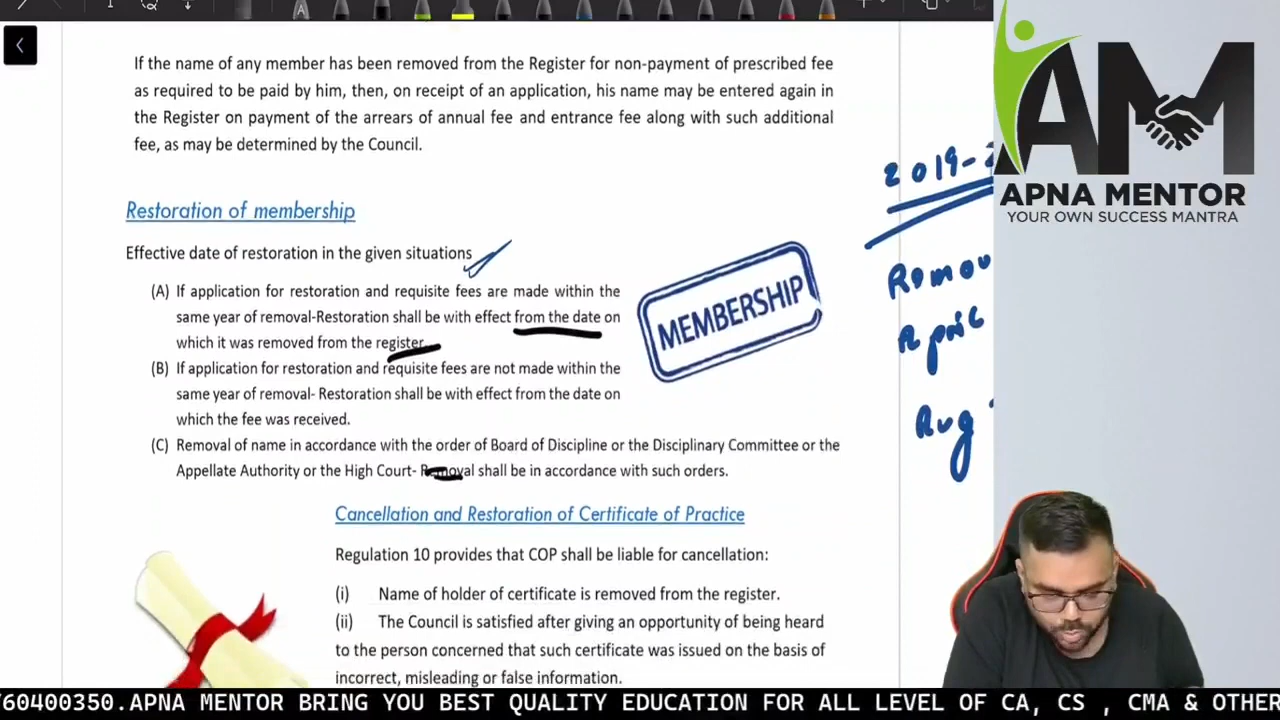 If the name of any member has been removed from the Register for non-payment of prescribed fee
as required to be paid by him, then, on receipt of an application, his name may be entered again in
the Register on payment of the arrears of annual fee and entrance fee along with such additional
fee, as may be determined by the Council.
Restoration of membership
Effective date of restoration in the given situations
(A) If application for restoration and requisite fees are made within the
same year of removal-Restoration shall be with effect from the date on
which it was removed from the register.
(B) If application for restoration and requisite fees are not made within the
same year of removal- Restoration shall be with effect from the date on
which the fee was received.
(C) Removal of name in accordance with the order of Board of Discipline or the Disciplinary Committee or the
Appellate Authority or the High Court- Removal shall be in accordance with such orders.
MEMBERSHIP
2019-2
Remov
April
Aug
Cancellation and Restoration of Certificate of Practice
Regulation 10 provides that COP shall be liable for cancellation:
(i) Name of holder of certificate is removed from the register.
(ii) The Council is satisfied after giving an opportunity of being heard
to the person concerned that such certificate was issued on the basis of
incorrect, misleading or false information.
AM
APNA MENTOR
YOUR OWN SUCCESS MANTRA
/60400350.APNA MENTOR BRING YOU BEST QUALITY EDUCATION FOR ALL LEVEL OF CA, CS , CMA & OTHER